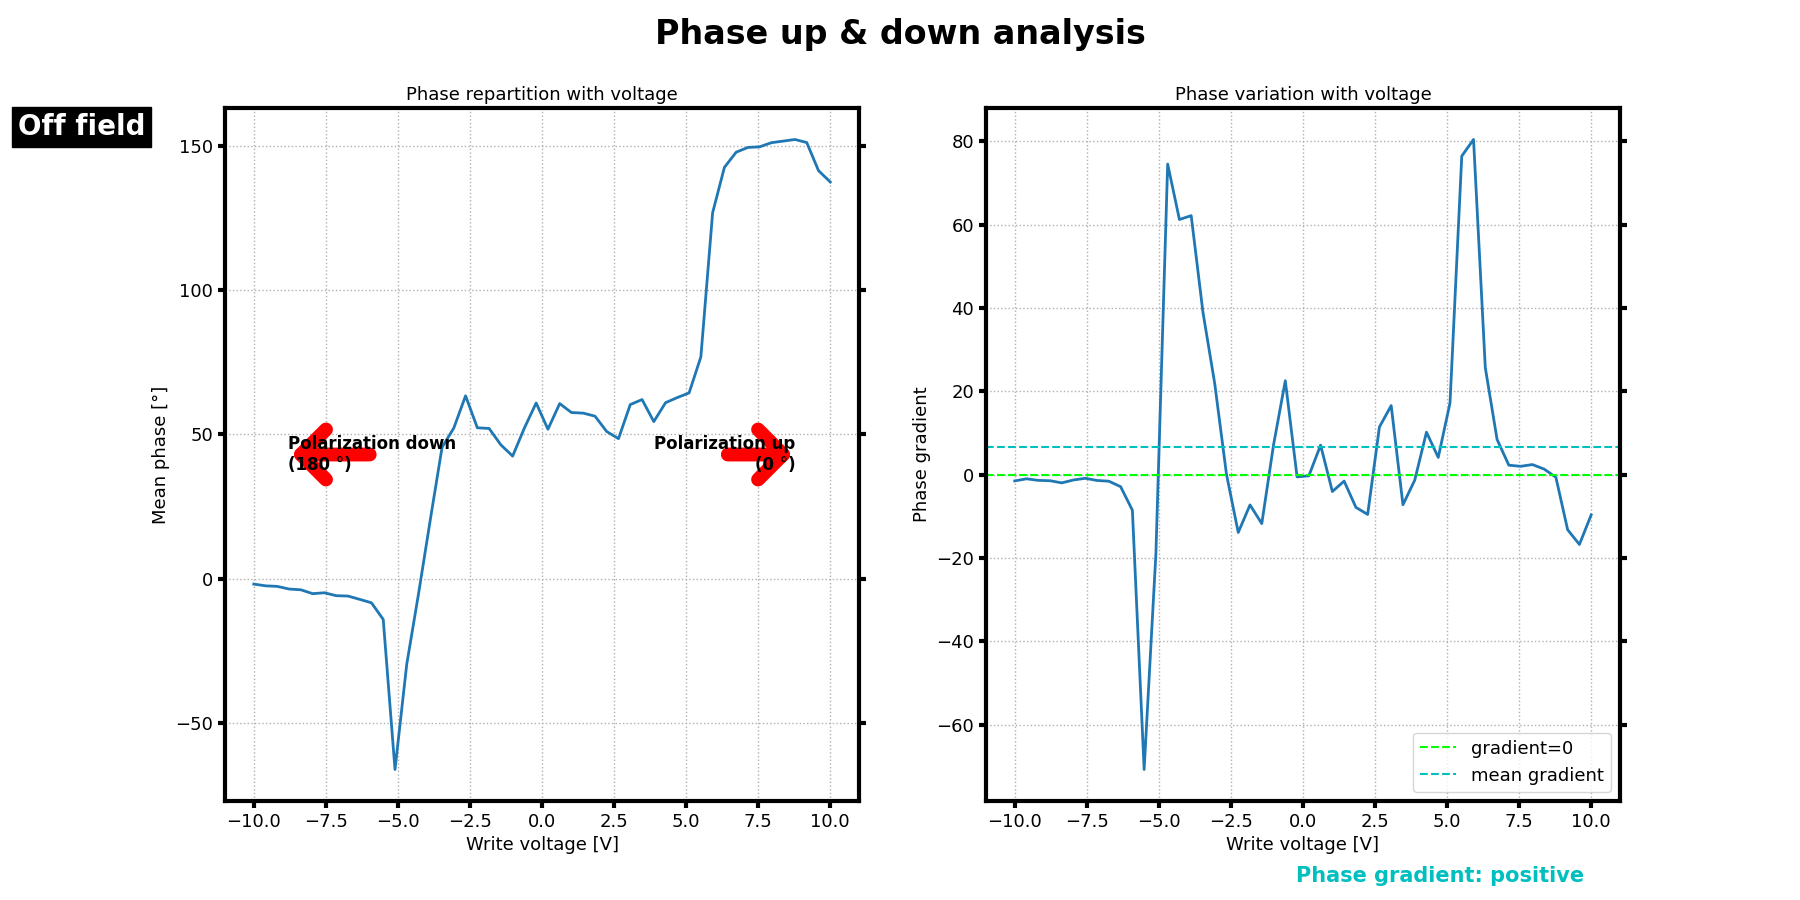 Phase up & down analysis
Off field
Phase repartition with voltage
150
100
50
0
−50
Mean phase [°]
Polarization down
(180 °)
Polarization up
(0 °)
−10.0 −7.5 −5.0 −2.5 0.0 2.5 5.0 7.5 10.0
Write voltage [V]
Phase variation with voltage
80
60
40
20
0
−20
−40
−60
Phase gradient
gradient=0
mean gradient
−10.0 −7.5 −5.0 −2.5 0.0 2.5 5.0 7.5 10.0
Write voltage [V]
Phase gradient: positive